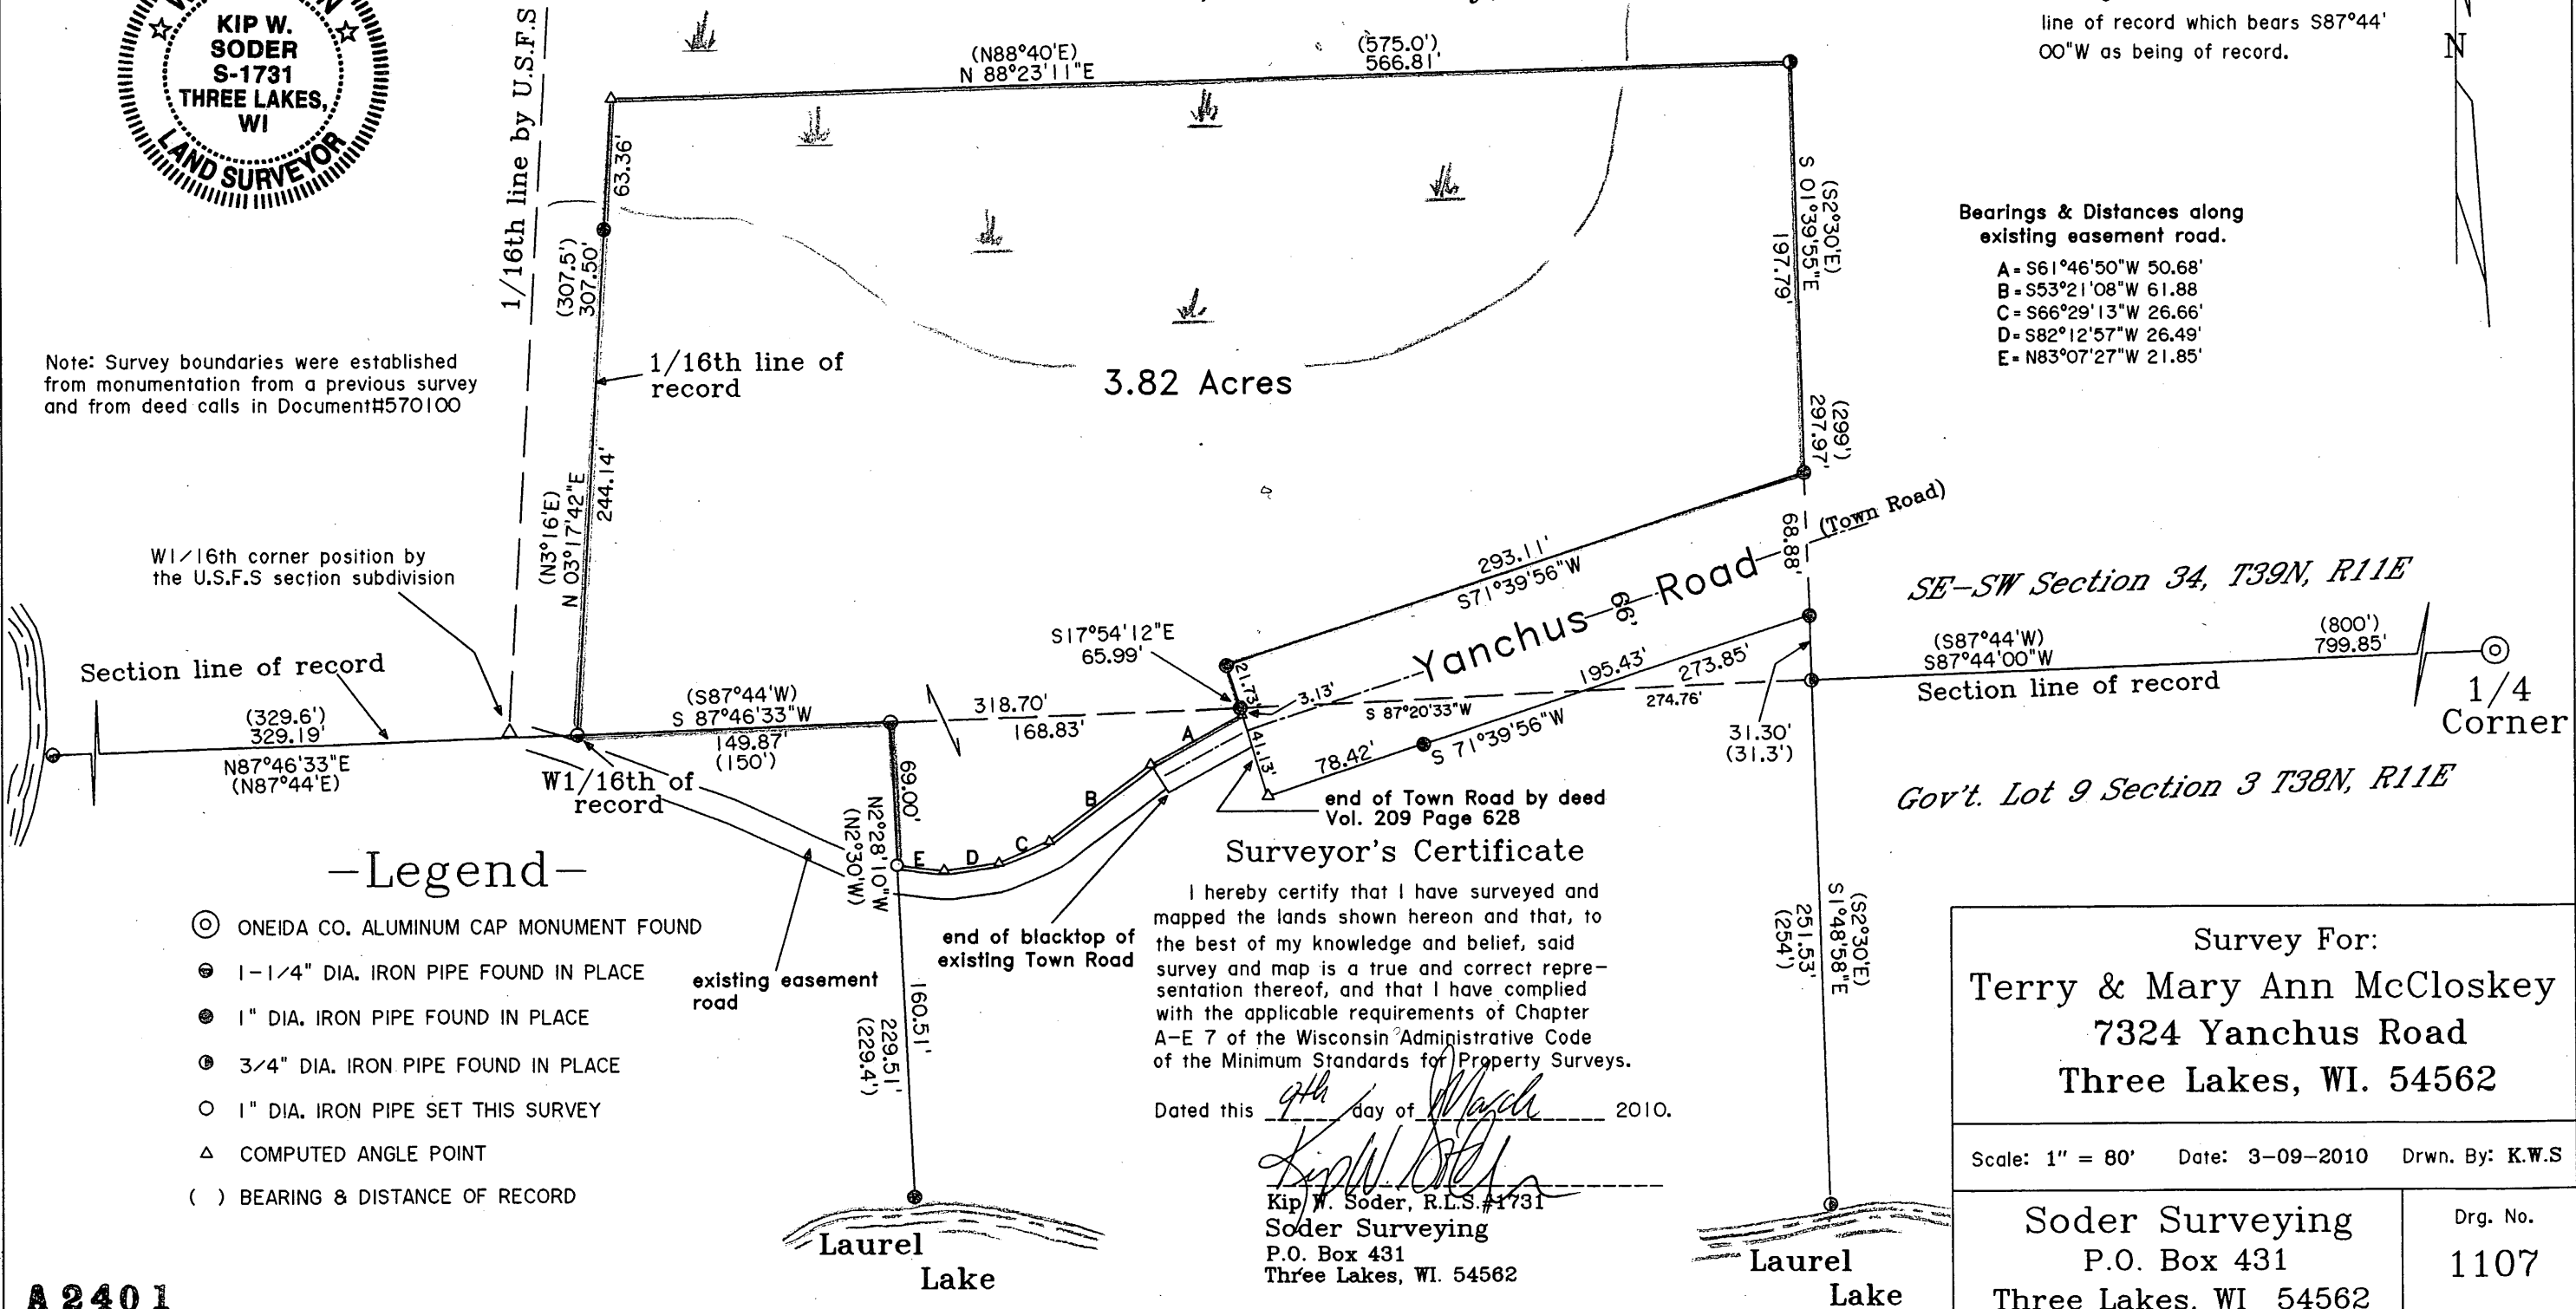 KIP W.
SODER
S-1731
THREE LAKES,
WI
LAND SURVEYOR
1/16th line by U.S.F.S
(N88°40'E)
N 88°23'11"E
(575.0')
566.81'
line of record which bears S87°44'
00"W as being of record.
N
63.36'
(307.5')
307.50'
1/16th line of
record
3.82 Acres
(S2°30'E)
S 01°39'55"E
197.79'
(299')
297.97'
Bearings & Distances along
existing easement road.
A= S61°46'50"W 50.68'
B= S53°21'08"W 61.88
C= S66°29'13"W 26.66'
D= S82°12'57"W 26.49'
E= N83°07'27"W 21.85'
Note: Survey boundaries were established
from monumentation from a previous survey
and from deed calls in Document#570100
244.14'
(N3°16'E)
N 03°17'42"E
W1/16th corner position by
the U.S.F.S section subdivision
293.11'
S71°39'56"W
Yanchus Road
66'
68.88'
(Town Road)
SE-SW Section 34, T39N, R11E
S17°54'12"E
65.99'
21.73'
3.13'
195.43'
273.85'
(S87°44'W)
S87°44'00"W
(800')
799.85'
Section line of record
1/4
Corner
Section line of record
(329.6')
329.19'
N87°46'33"E
(N87°44'E)
(S87°44'W)
S 87°46'33"W
149.87'
(150')
318.70'
168.83'
S 87°20'33"W
274.76'
31.30'
(31.3')
W1/16th of
record
A
B
C
D
E
41.13'
78.42'
S 71°39'56"W
Gov't. Lot 9 Section 3 T38N, R11E
69.00'
N2°28'10"W
(N2°30'W)
end of Town Road by deed
Vol. 209 Page 628
end of blacktop of
existing Town Road
existing easement
road
160.51'
229.51'
(229.4')
(S2°30'E)
S1°48'58"E
251.53'
(254')
-Legend-
ONEIDA CO. ALUMINUM CAP MONUMENT FOUND
1-1/4" DIA. IRON PIPE FOUND IN PLACE
1" DIA. IRON PIPE FOUND IN PLACE
3/4" DIA. IRON PIPE FOUND IN PLACE
1" DIA. IRON PIPE SET THIS SURVEY
COMPUTED ANGLE POINT
( ) BEARING & DISTANCE OF RECORD
Surveyor's Certificate
I hereby certify that I have surveyed and
mapped the lands shown hereon and that, to
the best of my knowledge and belief, said
survey and map is a true and correct repre-
sentation thereof, and that I have complied
with the applicable requirements of Chapter
A-E 7 of the Wisconsin Administrative Code
of the Minimum Standards for Property Surveys.
Dated this 9th day of March 2010.
Kip W. Soder, R.L.S.#1731
Soder Surveying
P.O. Box 431
Three Lakes, WI. 54562
Laurel
Lake
Laurel
Lake
Survey For:
Terry & Mary Ann McCloskey
7324 Yanchus Road
Three Lakes, WI. 54562
Scale: 1" = 80' Date: 3-09-2010 Drwn. By: K.W.S
Soder Surveying
P.O. Box 431
Three Lakes, WI 54562
Drg. No.
1107
A2401